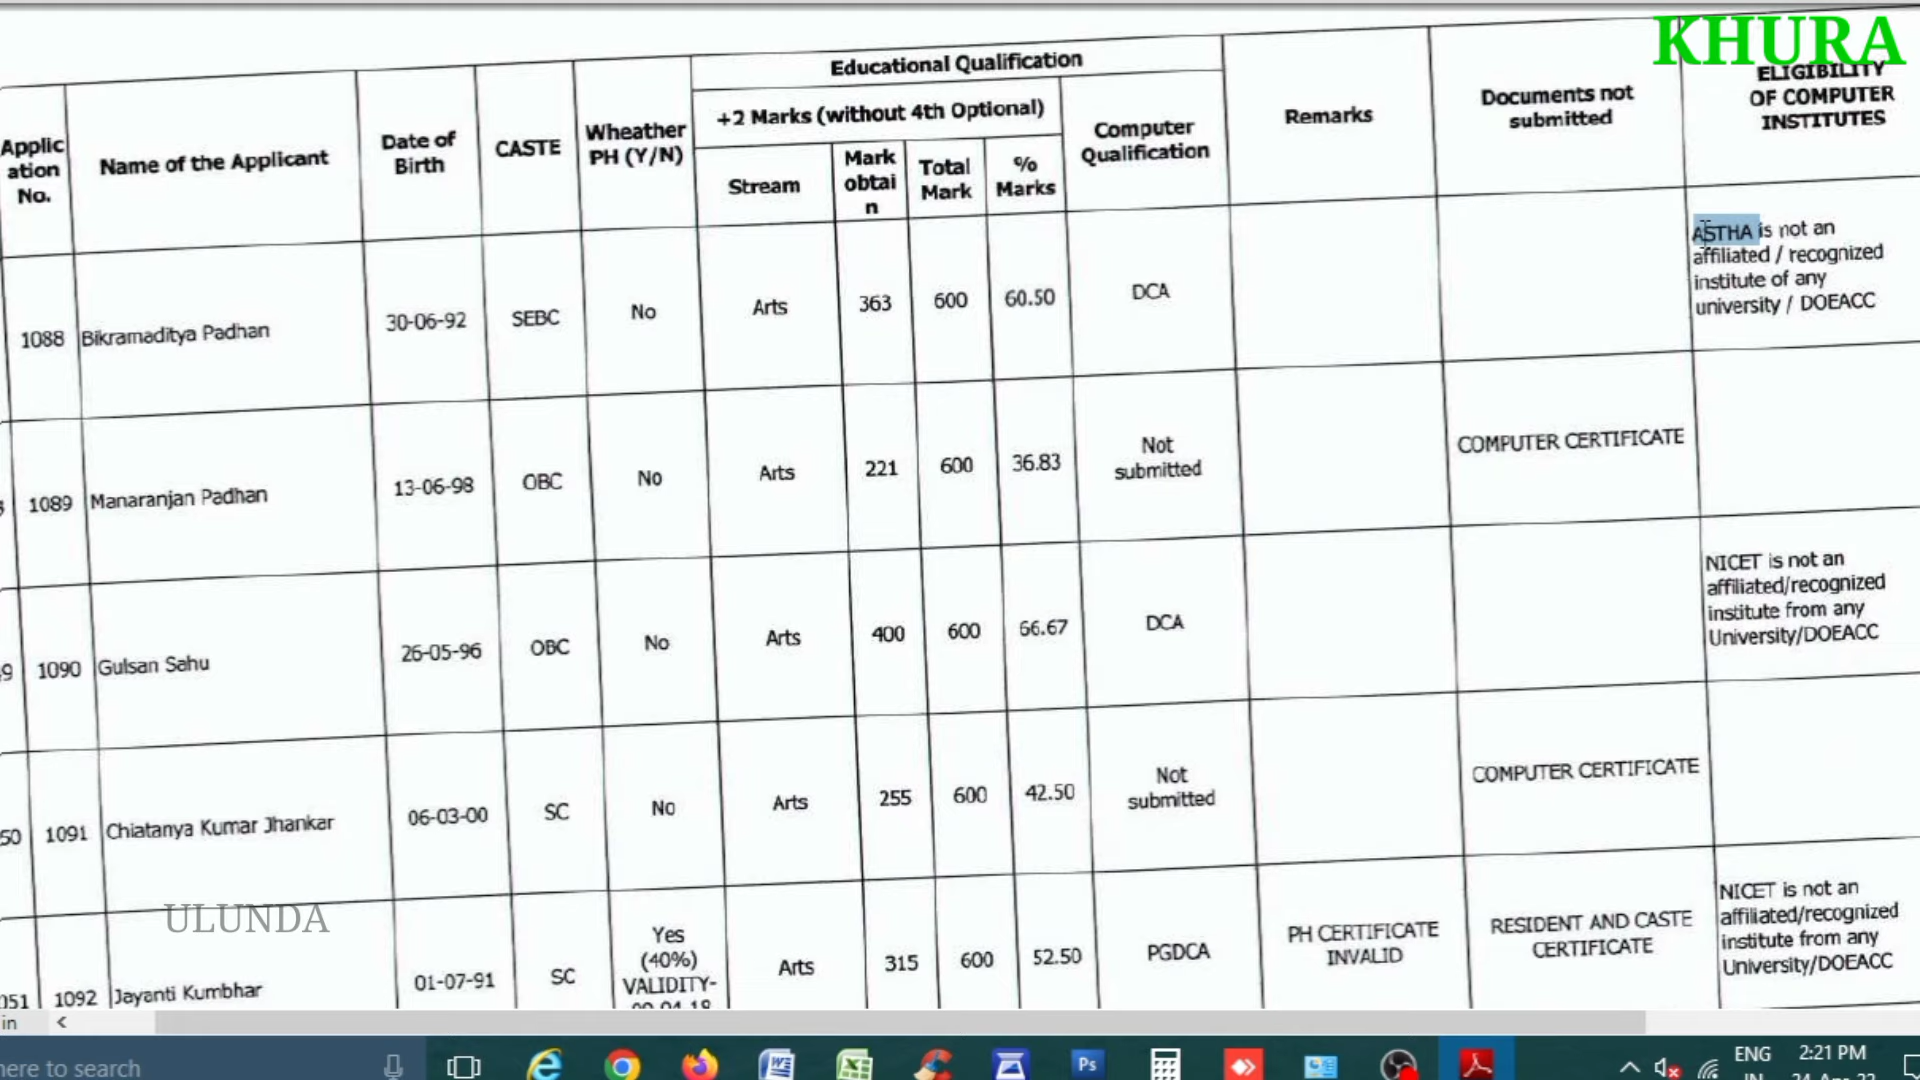 KHURA
Educational Qualification
ELIGIBILITY
OF COMPUTER
INSTITUTES
Applic
ation
No.
Name of the Applicant
Date of
Birth
CASTE
Wheather
PH (Y/N)
+2 Marks (without 4th Optional)
Stream
Mark
obtai
n
Total
Mark
%
Marks
Computer
Qualification
Remarks
Documents not
submitted
1088 Bikramaditya Padhan 30-06-92 SEBC No Arts 363 600 60.50 DCA
ASTHA is not an
affiliated / recognized
institute of any
university / DOEACC
1089 Manaranjan Padhan 13-06-98 OBC No Arts 221 600 36.83
Not
submitted
COMPUTER CERTIFICATE
1090 Gulsan Sahu 26-05-96 OBC No Arts 400 600 66.67 DCA
NICET is not an
affiliated/recognized
institute from any
University/DOEACC
50 1091 Chiatanya Kumar Jhankar 06-03-00 SC No Arts 255 600 42.50
Not
submitted
COMPUTER CERTIFICATE
ULUNDA
051 1092 Jayanti Kumbhar 01-07-91 SC
Yes
(40%)
VALIDITY-
Arts 315 600 52.50 PGDCA
PH CERTIFICATE
INVALID
RESIDENT AND CASTE
CERTIFICATE
NICET is not an
affiliated/recognized
institute from any
University/DOEACC
in
here to search
Ps
ENG
2:21 PM